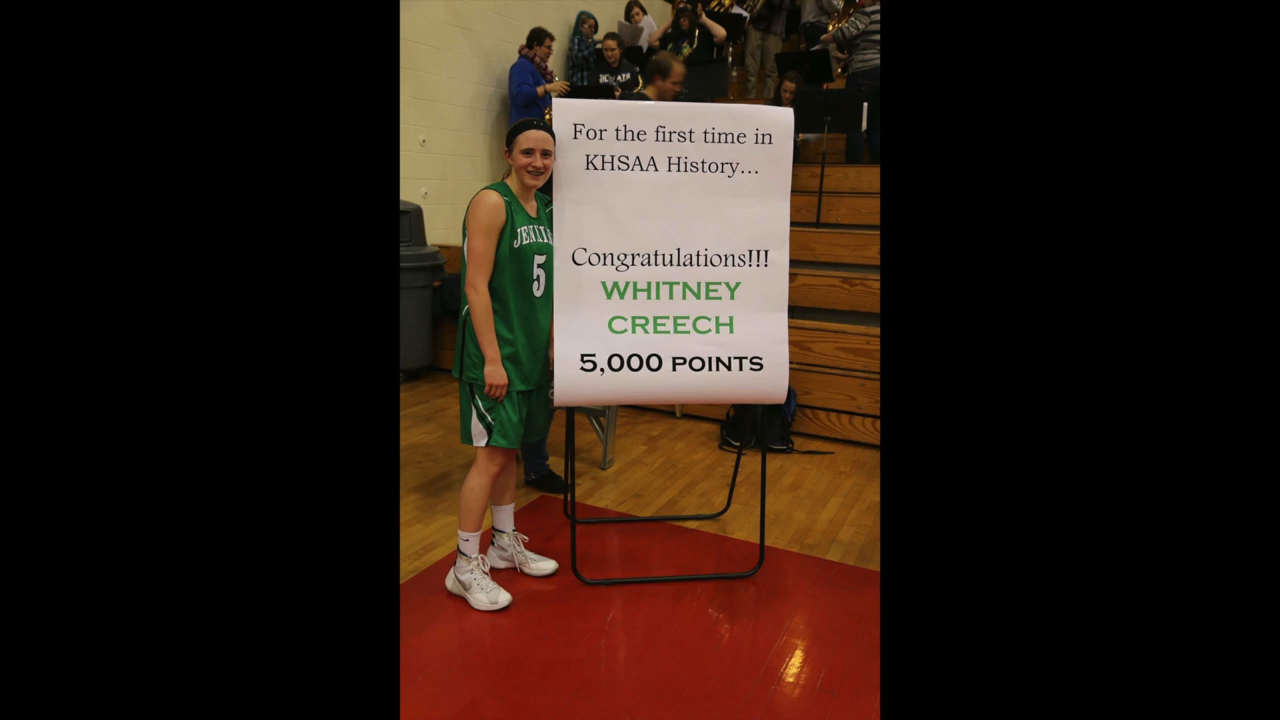 For the first time in
KHSAA History...
Congratulations!!!
WHITNEY
CREECH
5,000 POINTS
5